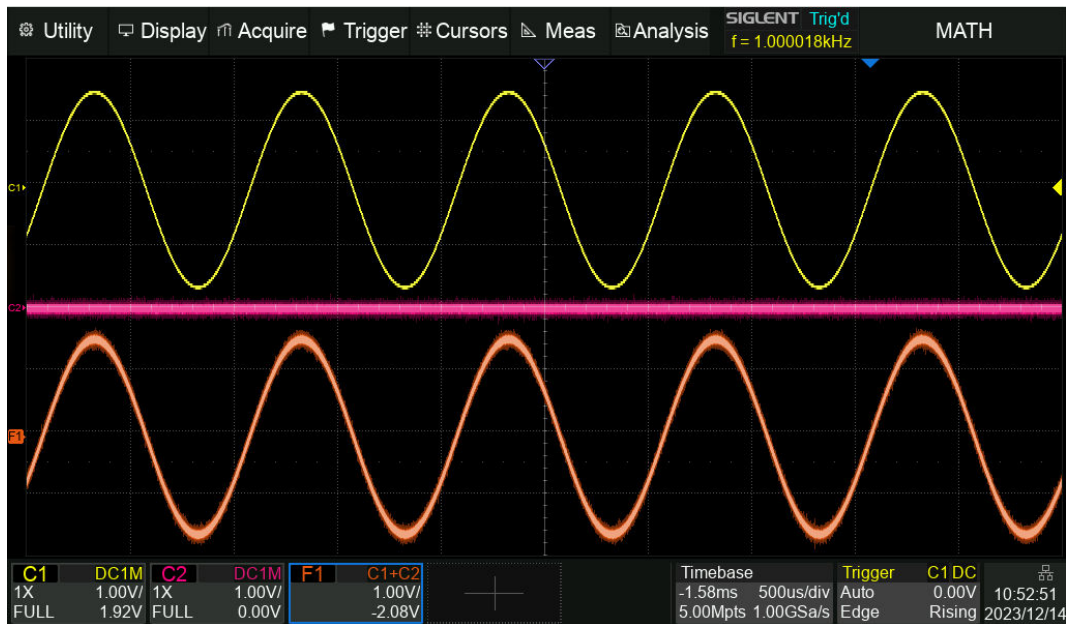 Utility Display Acquire Trigger Cursors Meas Analysis SIGLENT Trig'd MATH
f = 1.000018kHz
C1
C2
F1
C1 DC1M C2 DC1M F1 C1+C2 Timebase Trigger C1 DC
1X 1.00V/ 1X 1.00V/ 1.00V/ -1.58ms 500us/div Auto 0.00V 10:52:51
FULL 1.92V FULL 0.00V -2.08V 5.00Mpts 1.00GSa/s Edge Rising 2023/12/14